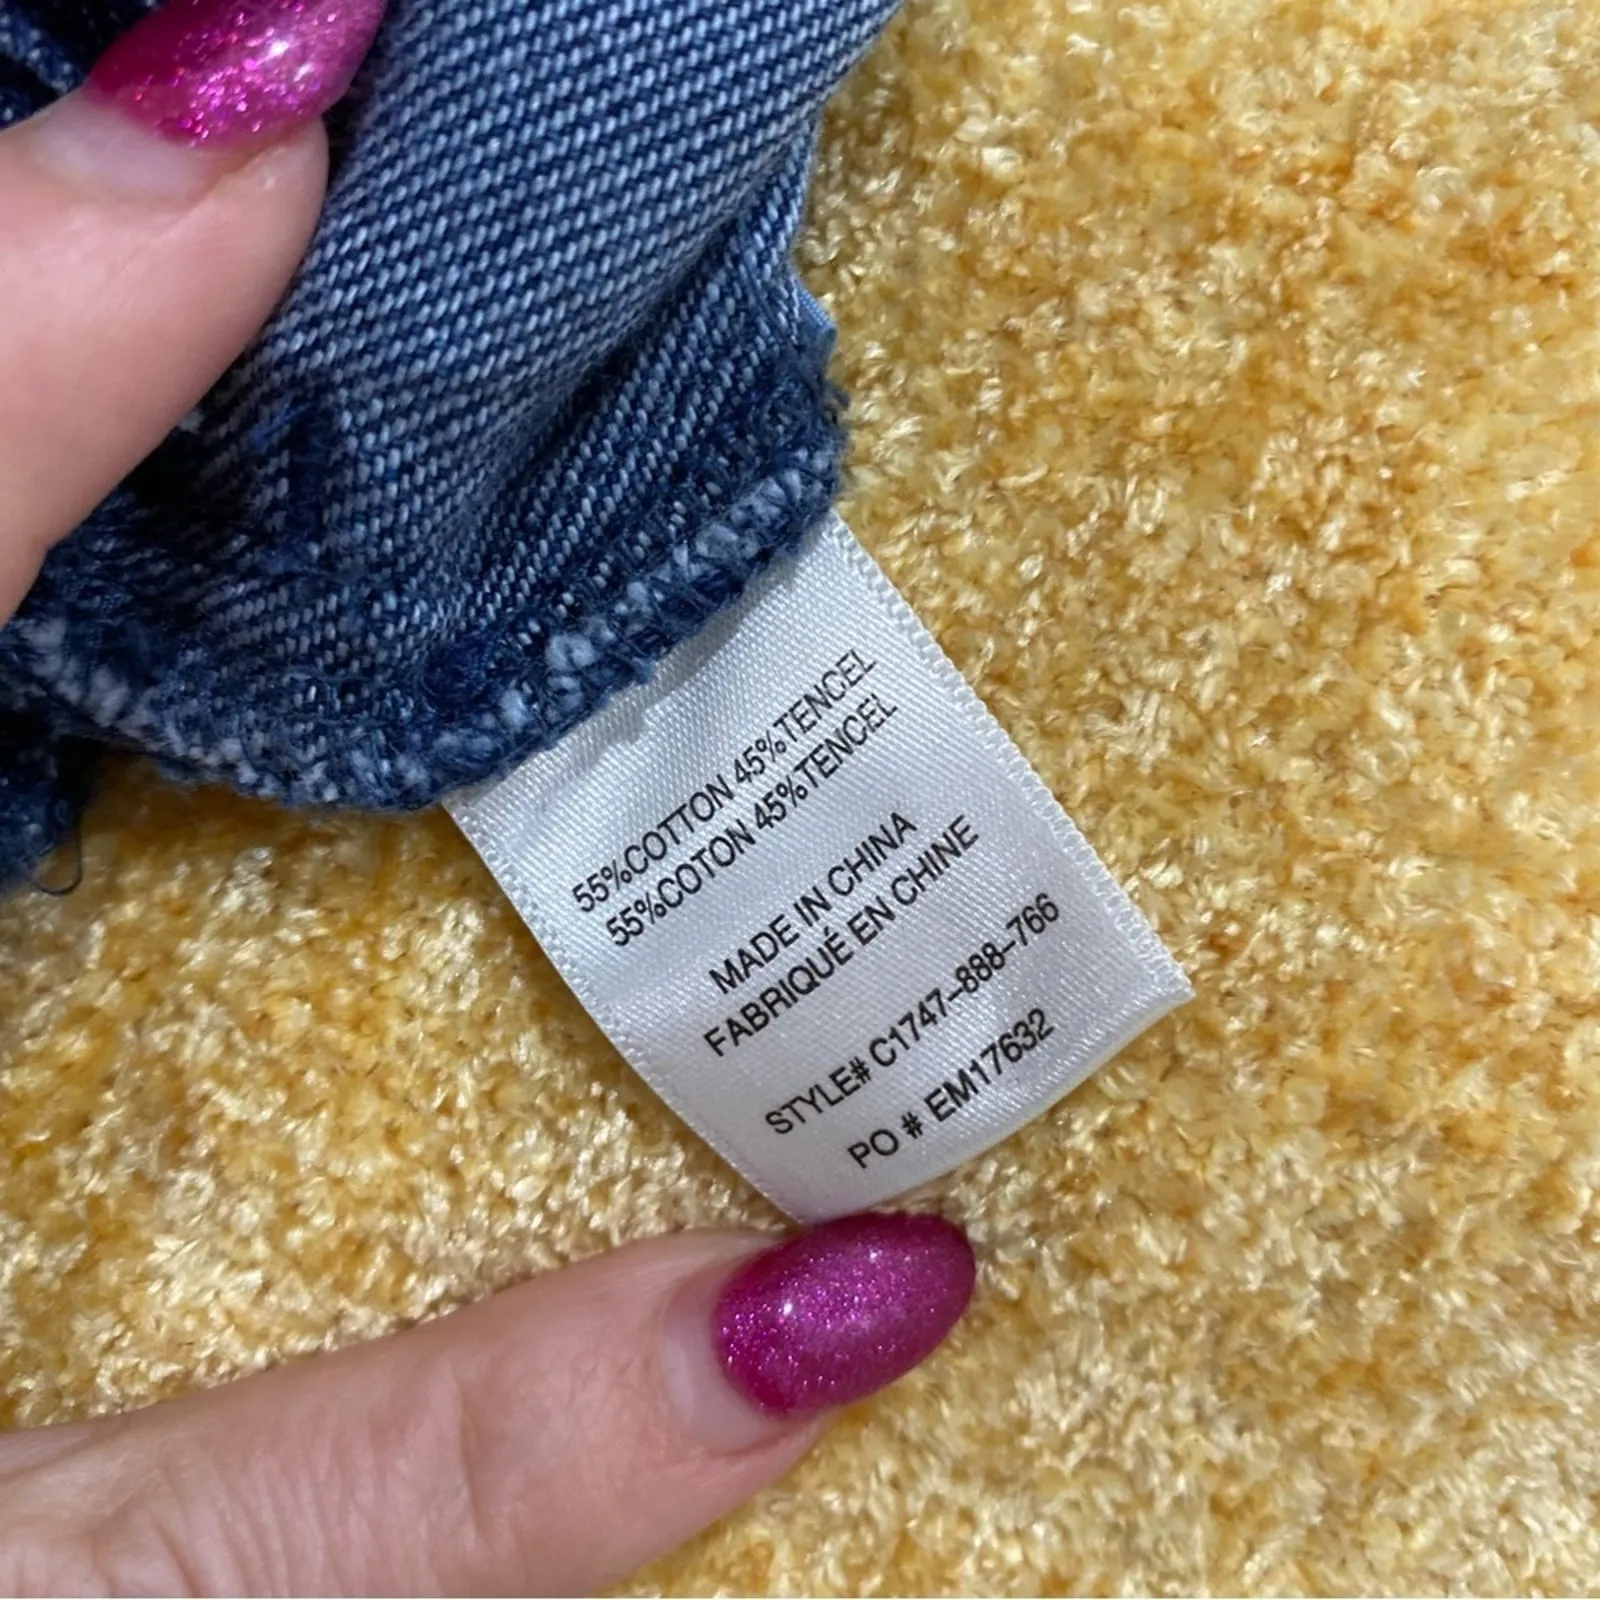 55%COTTON 45%TENCEL
55%COTON 45%TENCEL
MADE IN CHINA
FABRIQUÉ EN CHINE
STYLE# C1747-888-766
PO # EM17632